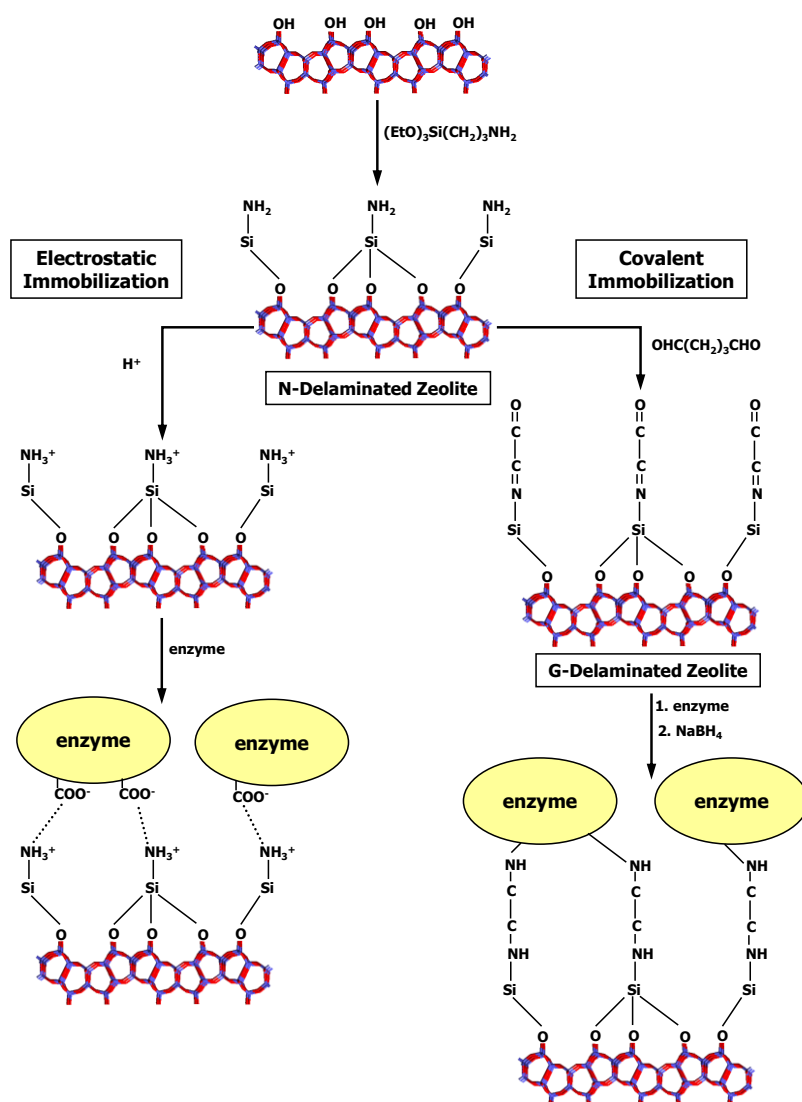 OH OH OH OH OH
(EtO)₃Si(CH₂)₃NH₂
NH₂ NH₂ NH₂
Si Si Si
O O O O O
Electrostatic
Immobilization
Covalent
Immobilization
H⁺
OHC(CH₂)₃CHO
N-Delaminated Zeolite
NH₃⁺ NH₃⁺ NH₃⁺
Si Si Si
O O O O O
O O O
C C C
C C C
N N N
Si Si Si
O O O O O
enzyme
G-Delaminated Zeolite
1. enzyme
2. NaBH₄
enzyme enzyme
COO⁻ COO⁻ COO⁻
NH₃⁺ NH₃⁺ NH₃⁺
Si Si Si
O O O O O
enzyme enzyme
NH NH NH
C C C
C C C
NH NH NH
Si Si Si
O O O O O